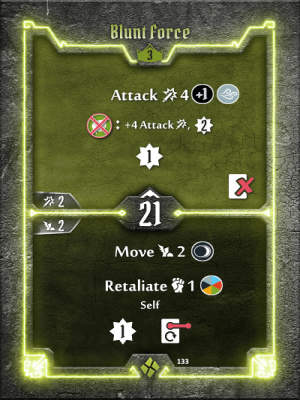 Blunt Force
3
Attack 4 +1
: +4 Attack , 2
1
2
21
2
Move 2
Retaliate 1
Self
1
133